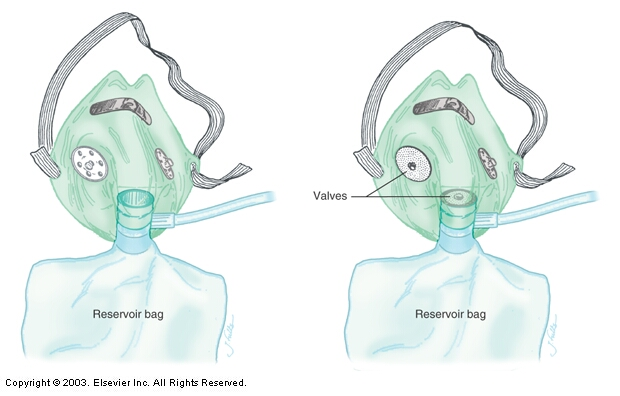 Valves
Reservoir bag
Reservoir bag
Copyright © 2003. Elsevier Inc. All Rights Reserved.